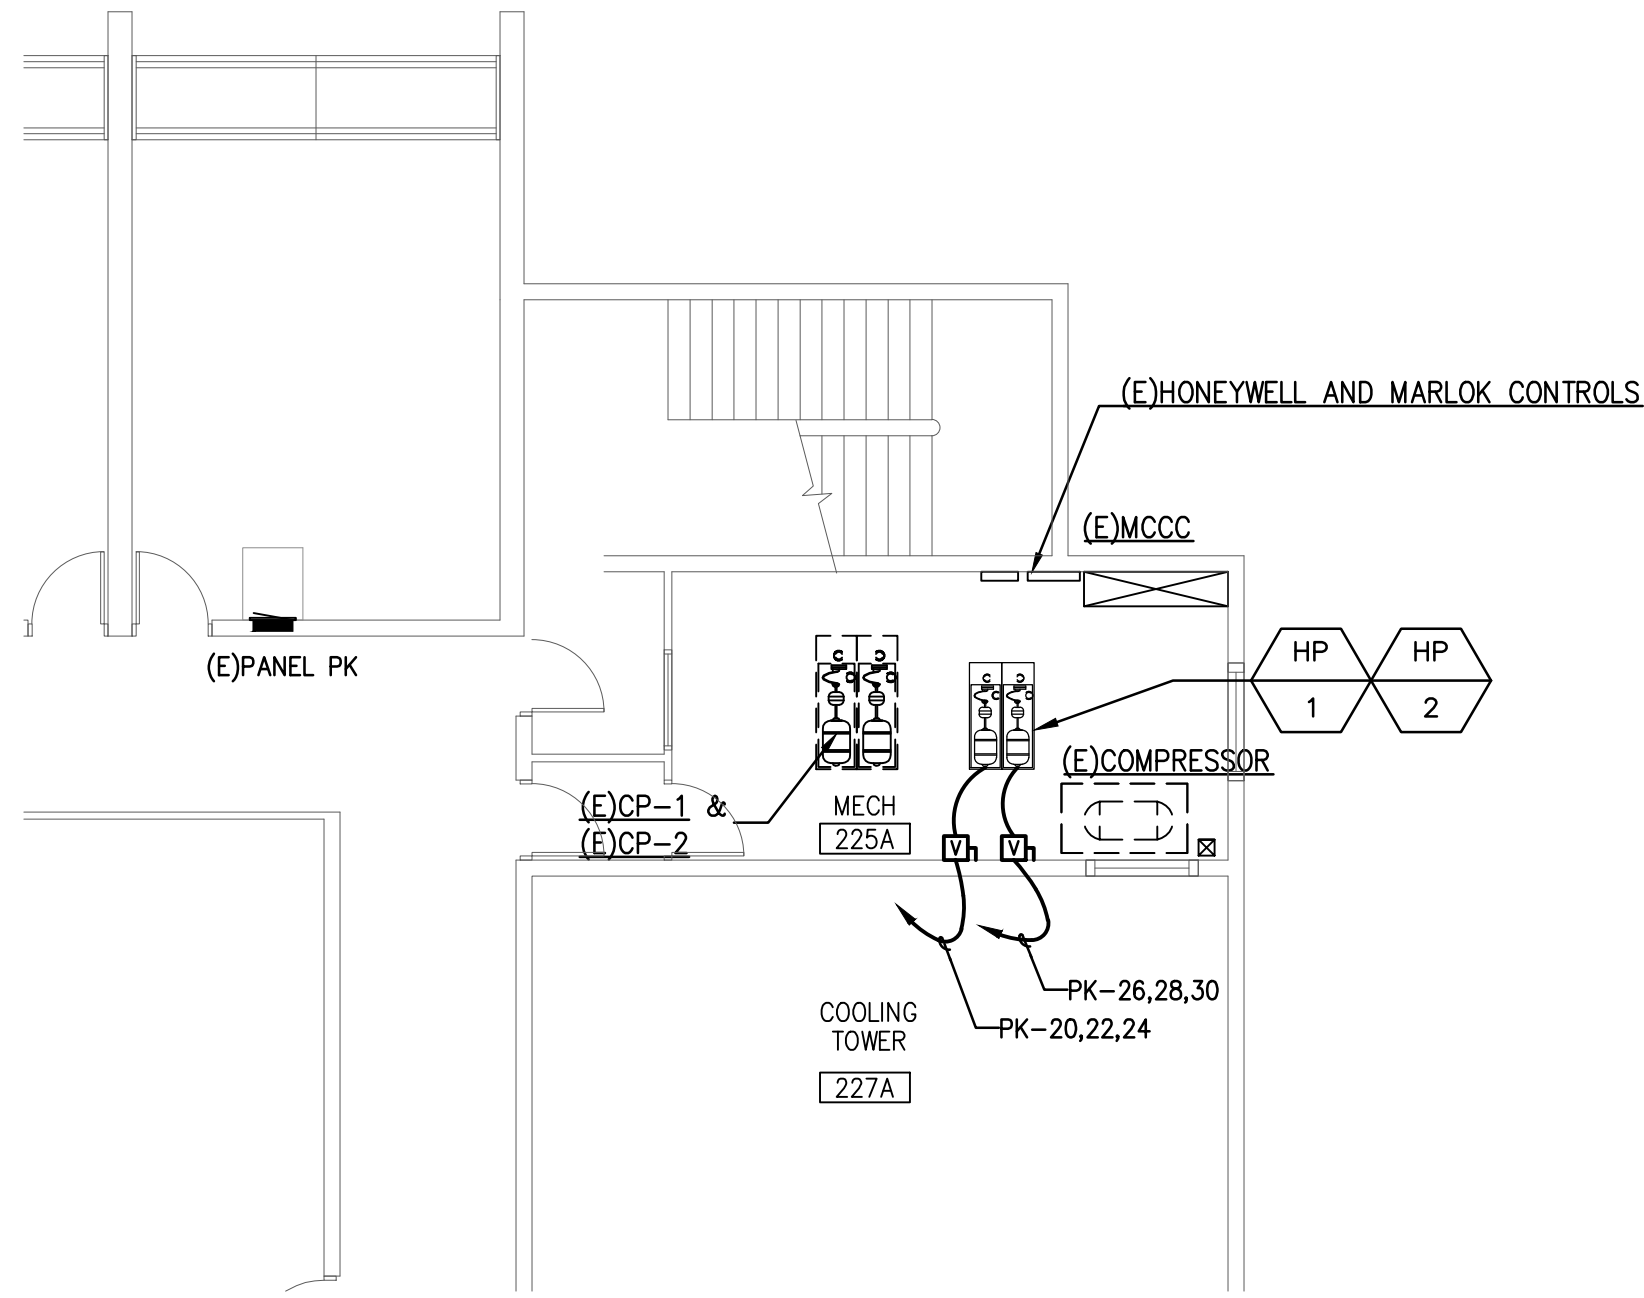 (E)HONEYWELL AND MARLOK CONTROLS
(E)MCCC
(E)PANEL PK
HP
1
HP
2
(E)COMPRESSOR
(E)CP-1 &
(E)CP-2
MECH
225A
V
V
PK-26,28,30
PK-20,22,24
COOLING
TOWER
227A